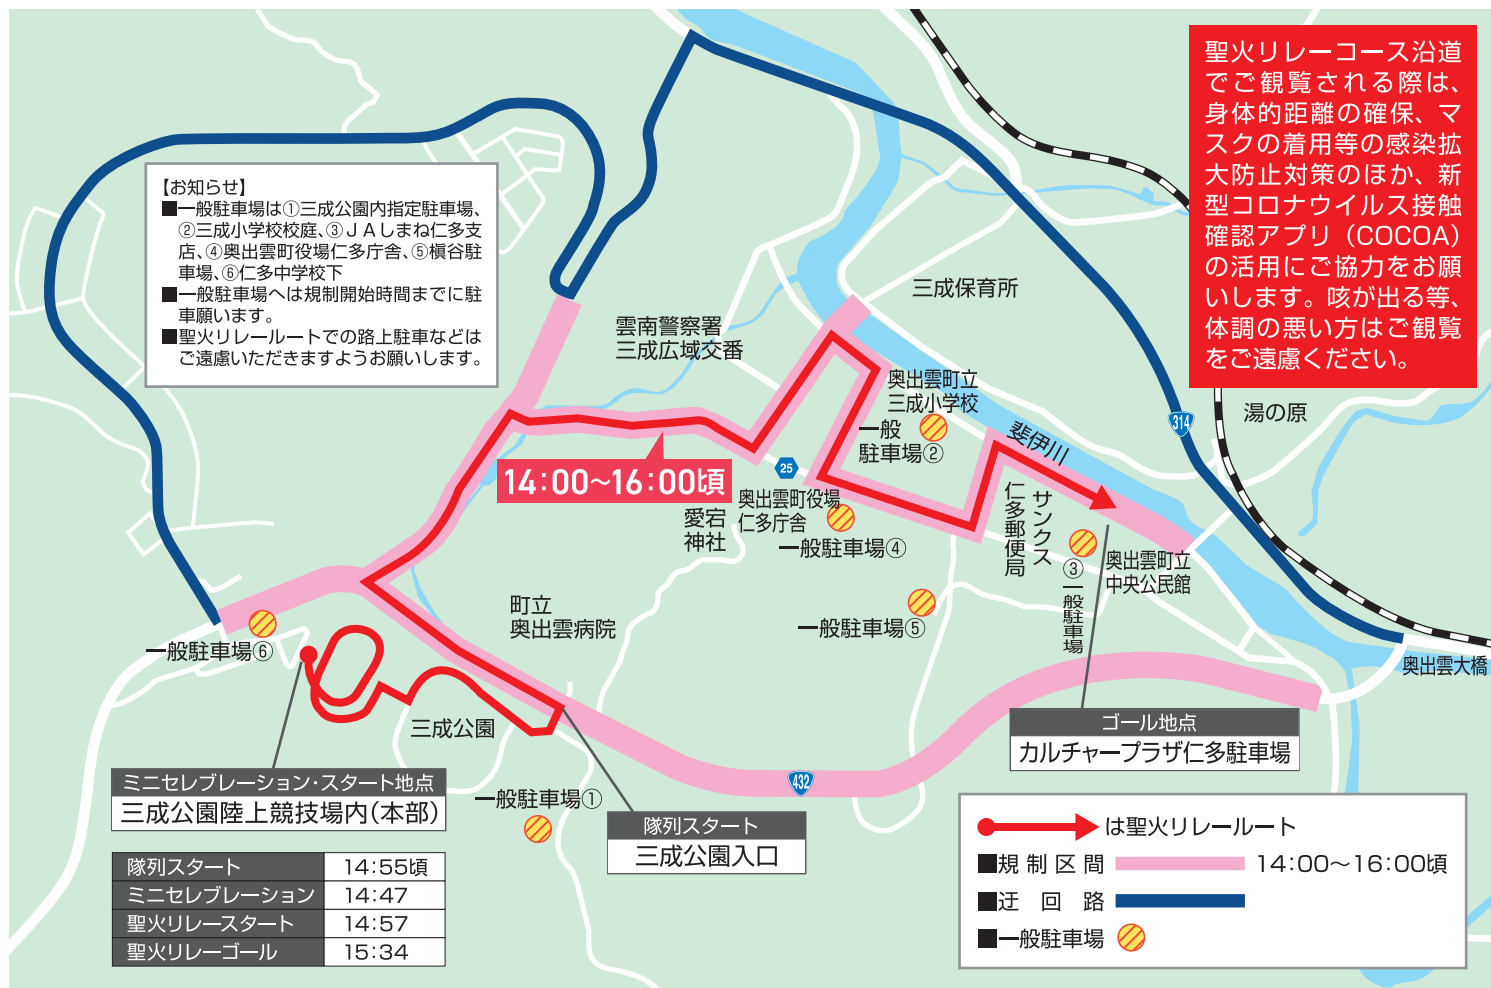 聖火リレーコース沿道
でご観覧される際は、
身体的距離の確保、マ
スクの着用等の感染拡
大防止対策のほか、新
型コロナウイルス接触
確認アプリ（COCOA）
の活用にご協力をお願
いします。咳が出る等、
体調の悪い方はご観覧
をご遠慮ください。
【お知らせ】
■一般駐車場は①三成公園内指定駐車場、
②三成小学校校庭、③ＪＡしまね仁多支
店、④奥出雲町役場仁多庁舎、⑤槇谷駐
車場、⑥仁多中学校下
■一般駐車場へは規制開始時間までに駐
車願います。
■聖火リレールートでの路上駐車などは
ご遠慮いただきますようお願いします。
三成保育所
雲南警察署
三成広域交番
奥出雲町立
三成小学校
一般
駐車場②
湯の原
314
斐伊川
25
14:00〜16:00頃
奥出雲町役場
仁多庁舎
愛宕
神社
一般駐車場④
サンクス
仁多郵便局
③一般駐車場
奥出雲町立
中央公民館
町立
奥出雲病院
一般駐車場⑤
一般駐車場⑥
奥出雲大橋
三成公園
ゴール地点
カルチャープラザ仁多駐車場
432
ミニセレブレーション・スタート地点
三成公園陸上競技場内（本部）
一般駐車場①
隊列スタート
三成公園入口
隊列スタート 14:55頃
ミニセレブレーション 14:47
聖火リレースタート 14:57
聖火リレーゴール 15:34
は聖火リレールート
■規制区間 14:00〜16:00頃
■迂回路
■一般駐車場